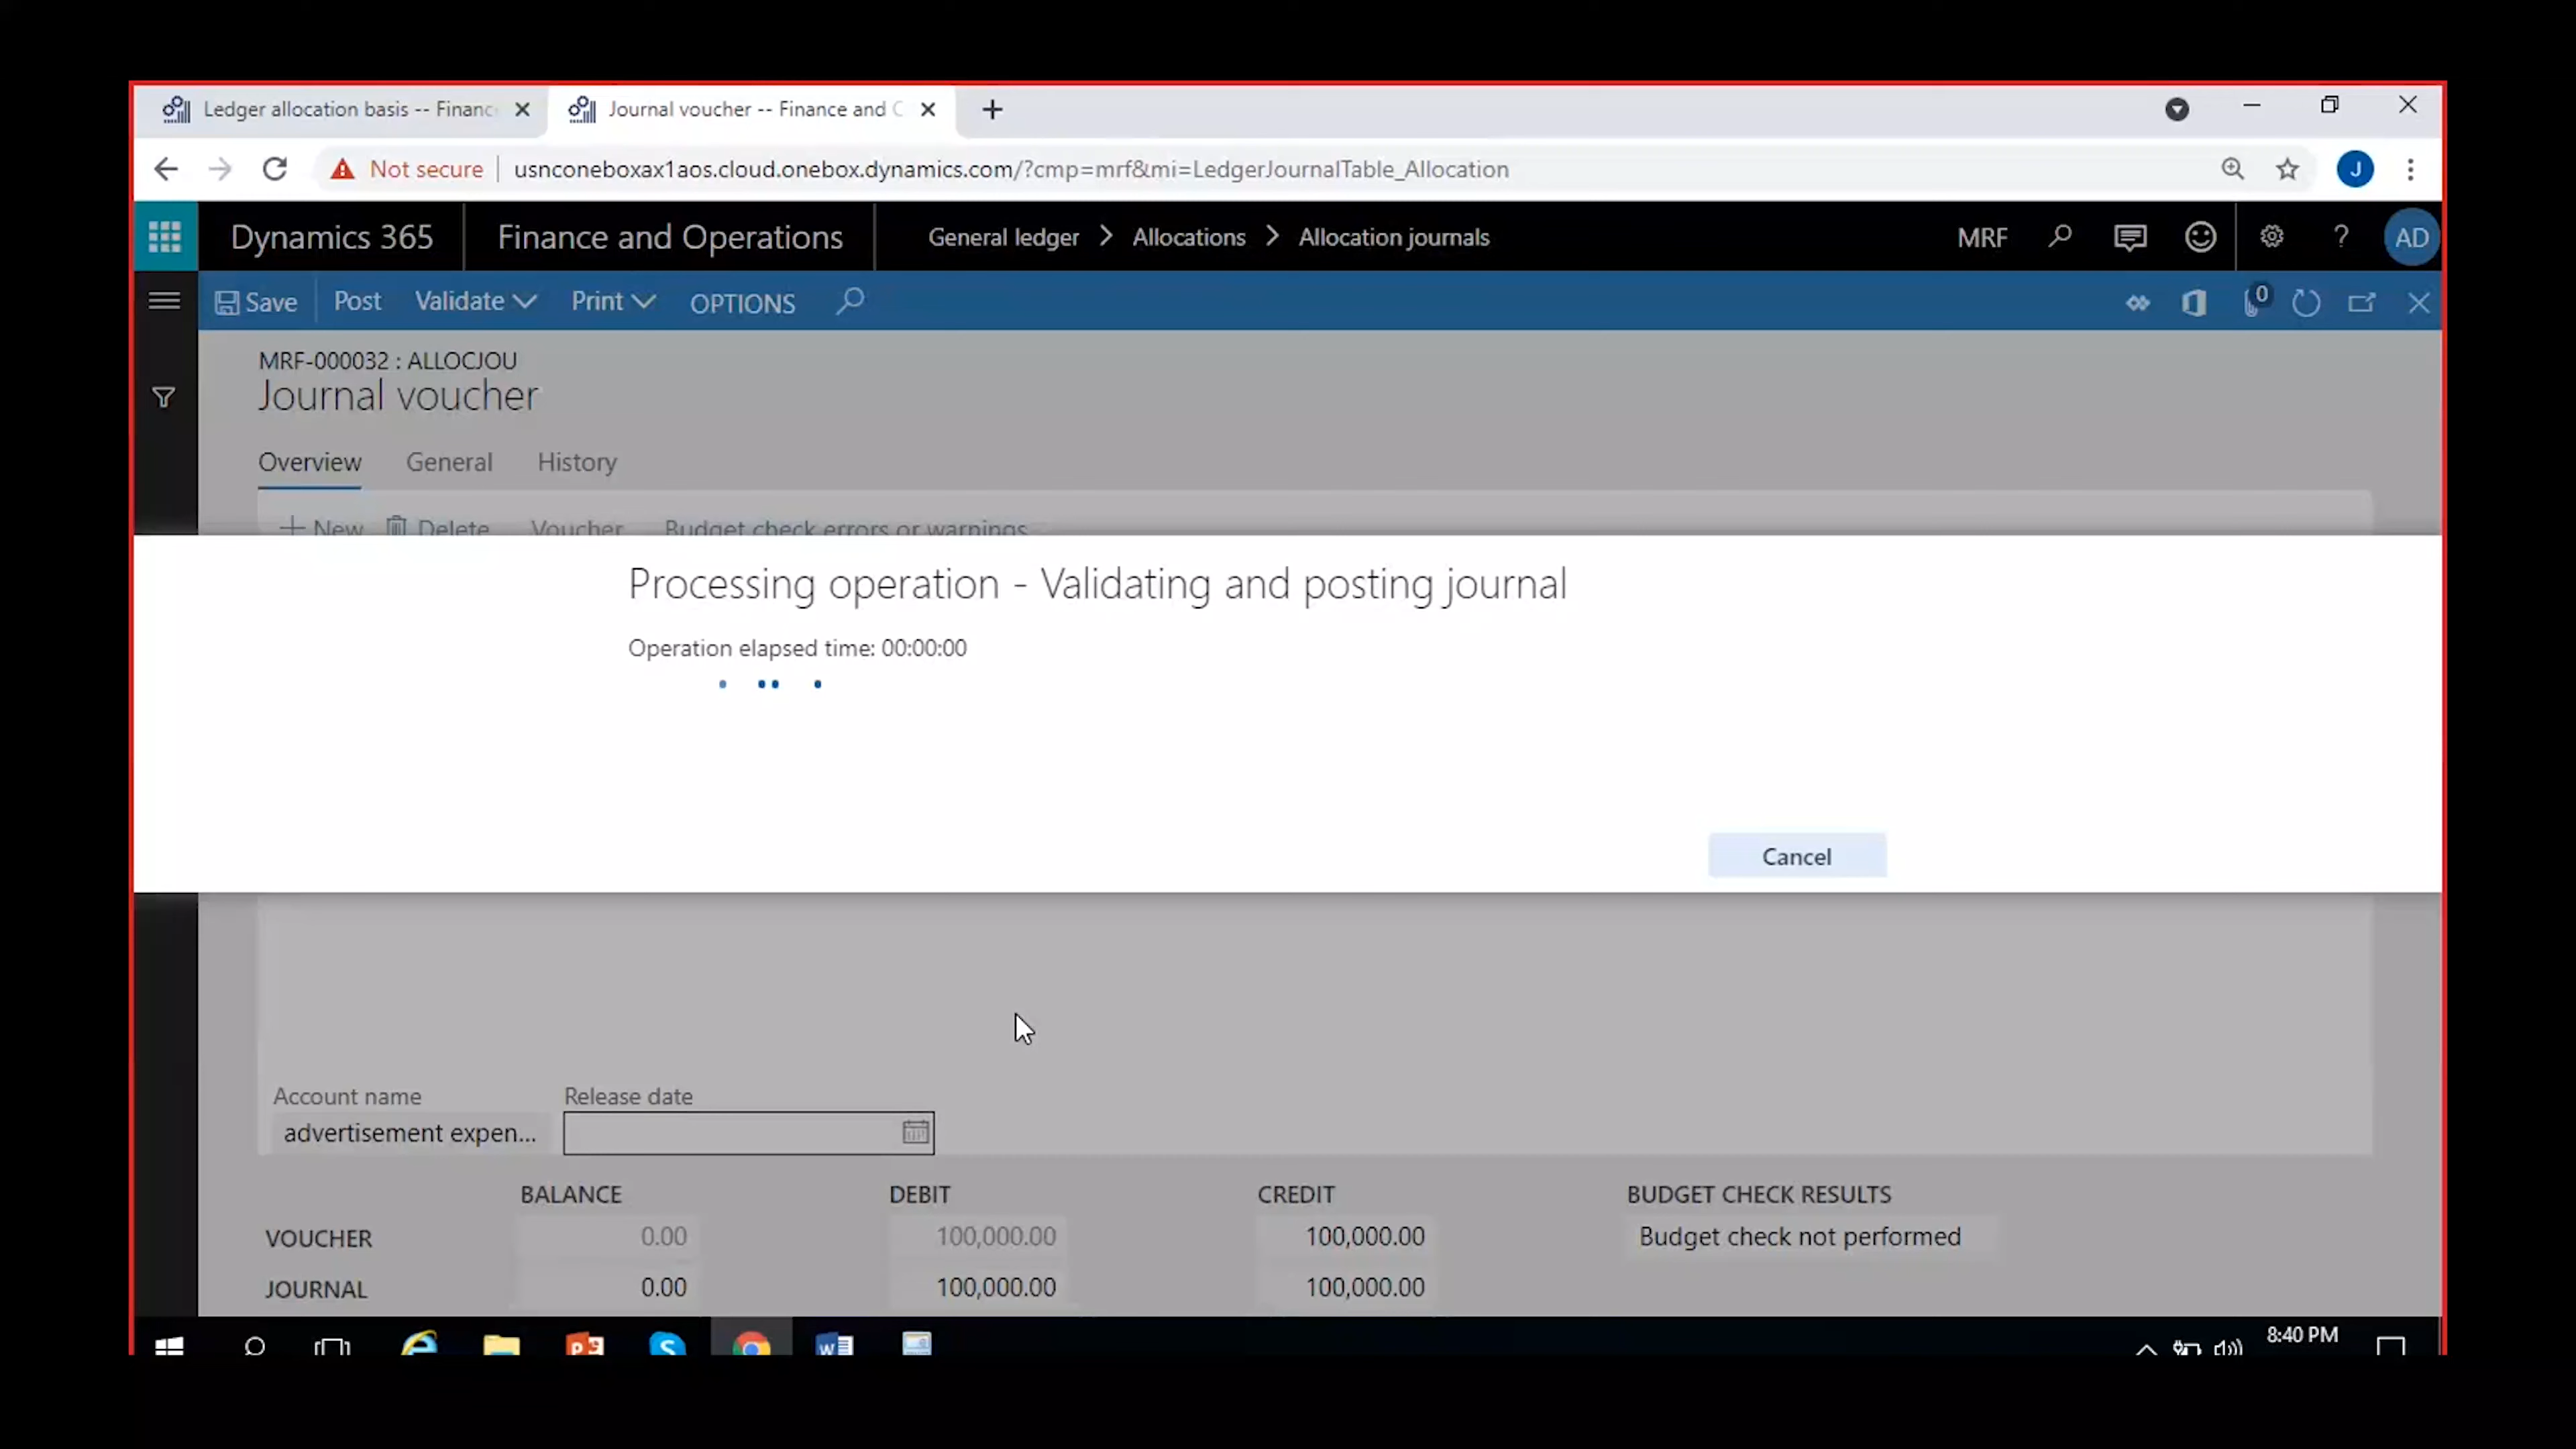 Ledger allocation basis -- Financ
Journal voucher -- Finance and C
Not secure
usnconeboxax1aos.cloud.onebox.dynamics.com/?cmp=mrf&mi=LedgerJournalTable_Allocation
J
Dynamics 365
Finance and Operations
General ledger > Allocations > Allocation journals
MRF
?
AD
Save
Post
Validate
Print
OPTIONS
0
MRF-000032 : ALLOCJOU
Journal voucher
Overview General History
+ New Delete Voucher Budget check errors or warnings
Processing operation - Validating and posting journal
Operation elapsed time: 00:00:00
Cancel
Account name Release date
advertisement expen...
BALANCE DEBIT CREDIT BUDGET CHECK RESULTS
VOUCHER 0.00 100,000.00 100,000.00 Budget check not performed
JOURNAL 0.00 100,000.00 100,000.00
8:40 PM